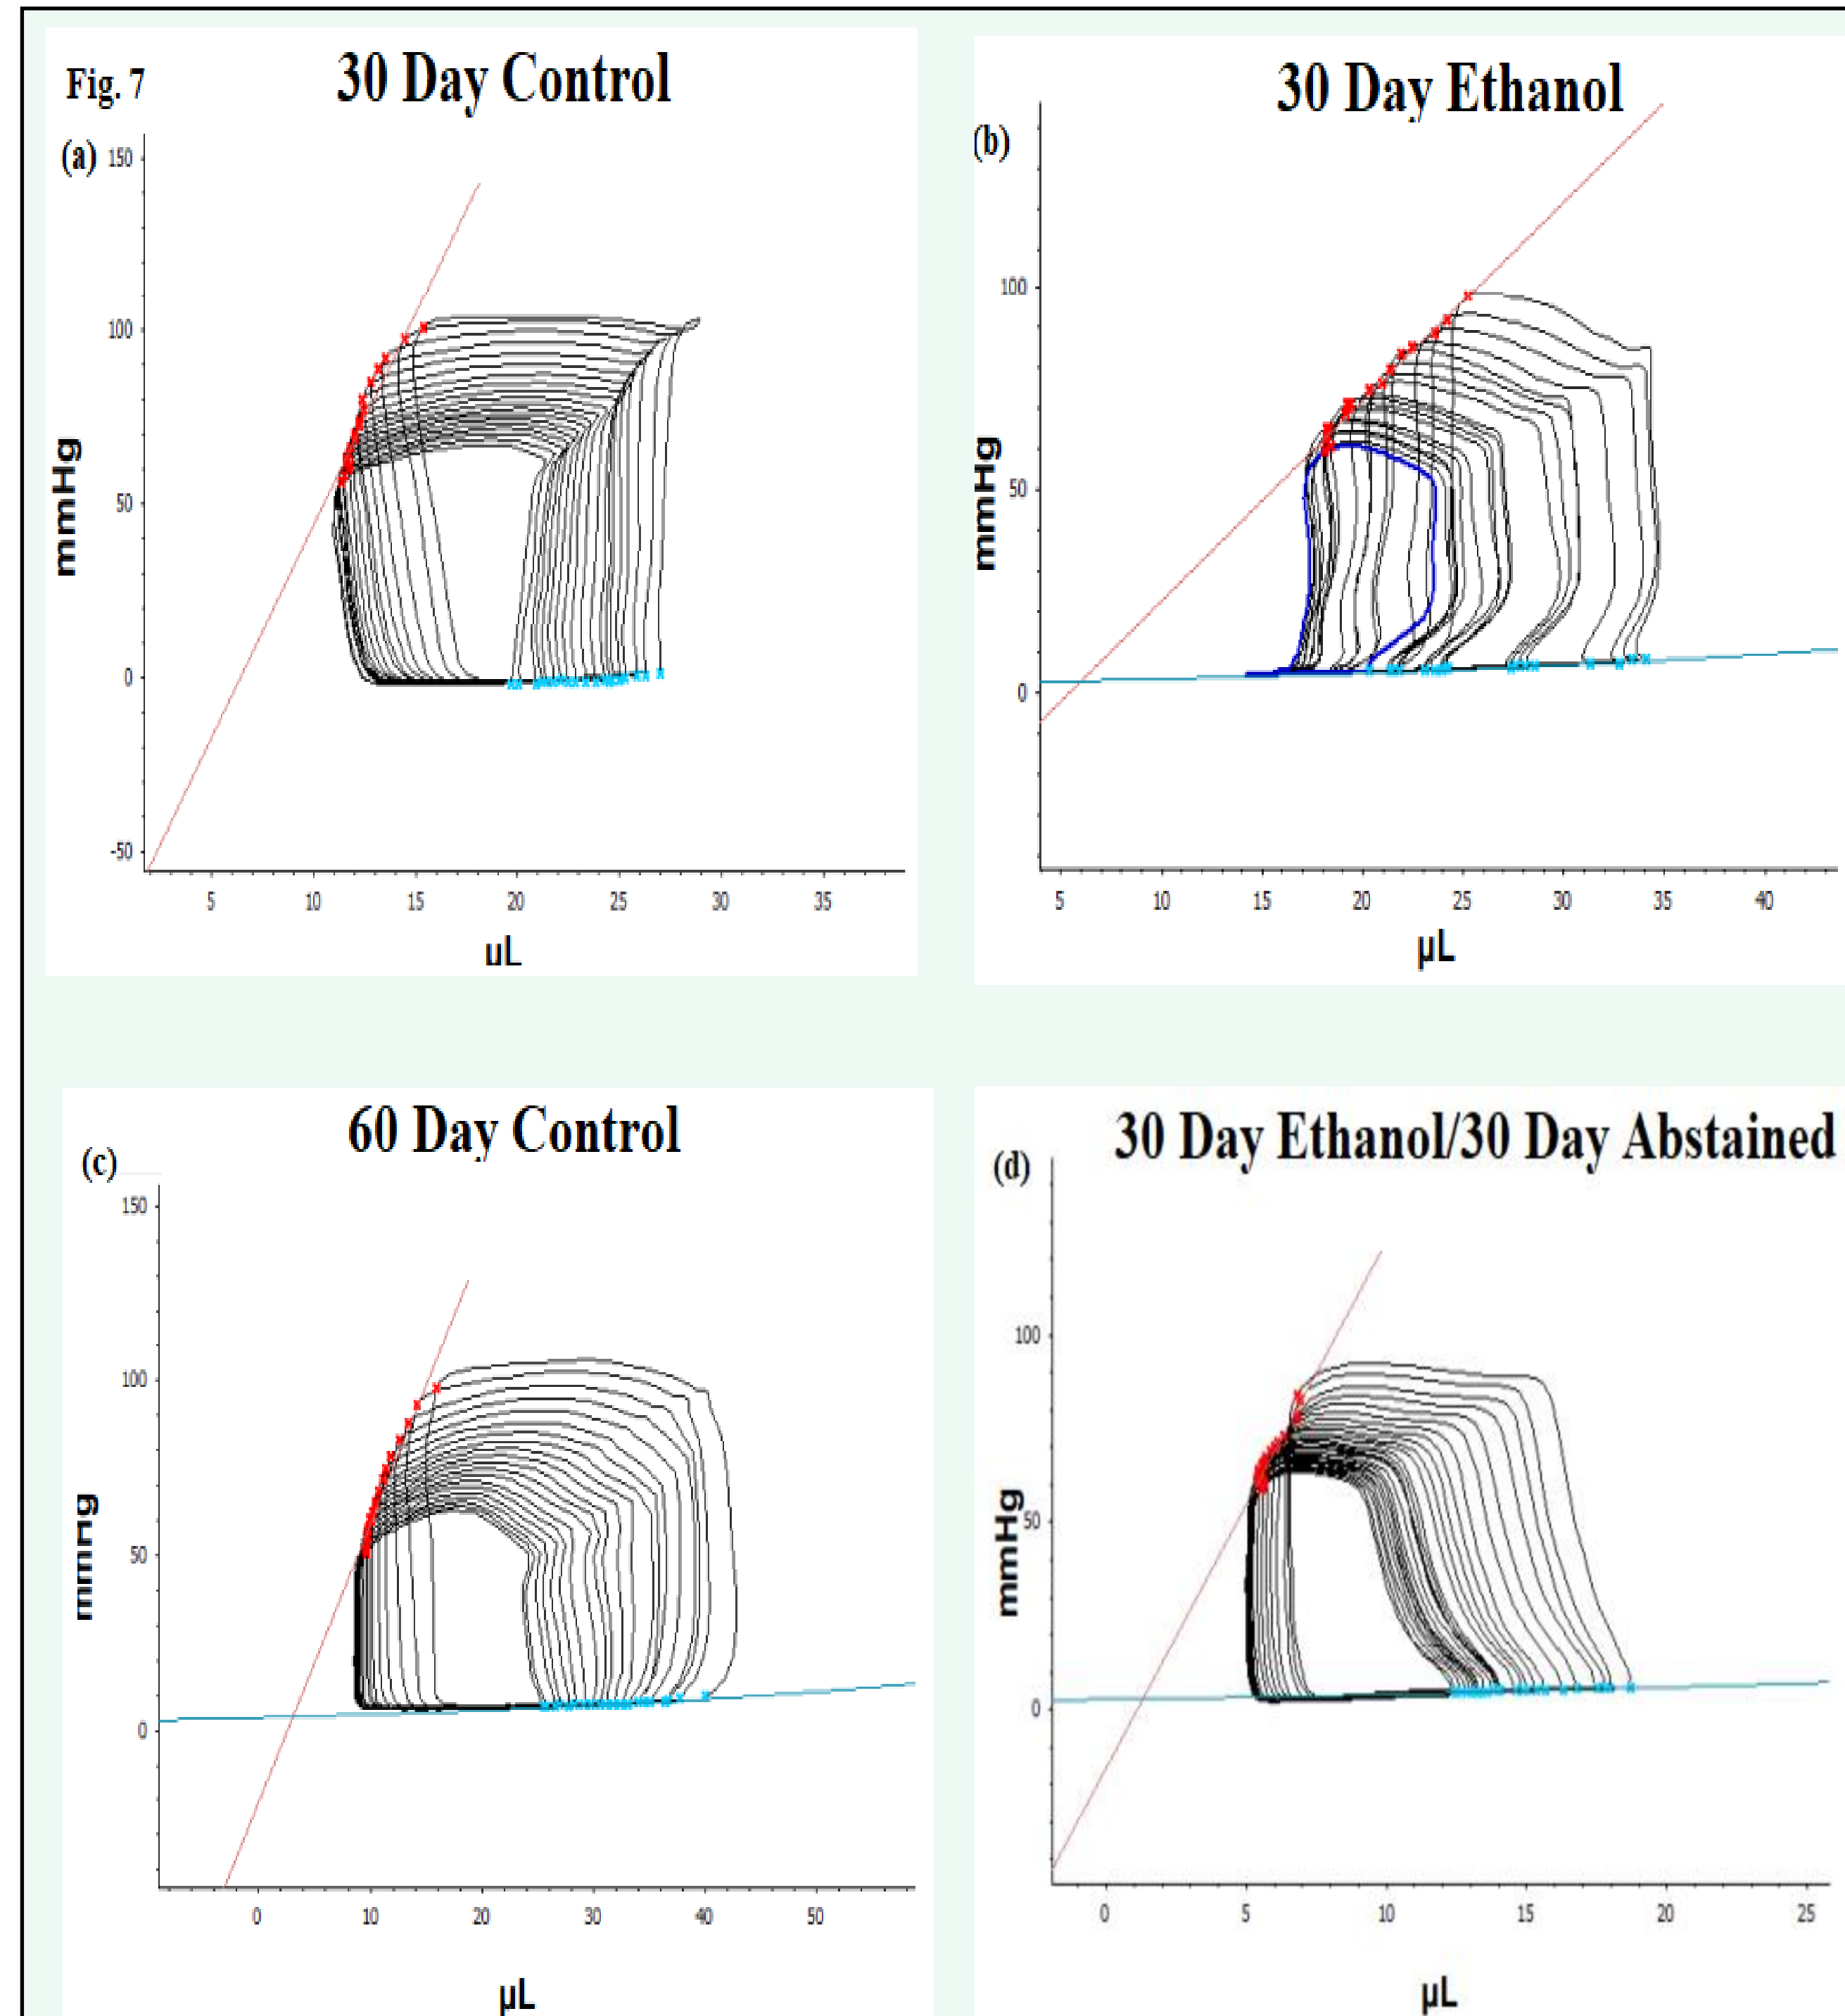 Fig. 7
30 Day Control
(a)
150
100
50
0
-50
mmHg
5 10 15 20 25 30 35
µL
30 Day Ethanol
(b)
100
50
0
mmHg
5 10 15 20 25 30 35 40
µL
60 Day Control
(c)
150
100
50
0
mmHg
0 10 20 30 40 50
µL
30 Day Ethanol/30 Day Abstained
(d)
100
50
0
mmHg
0 5 10 15 20 25
µL